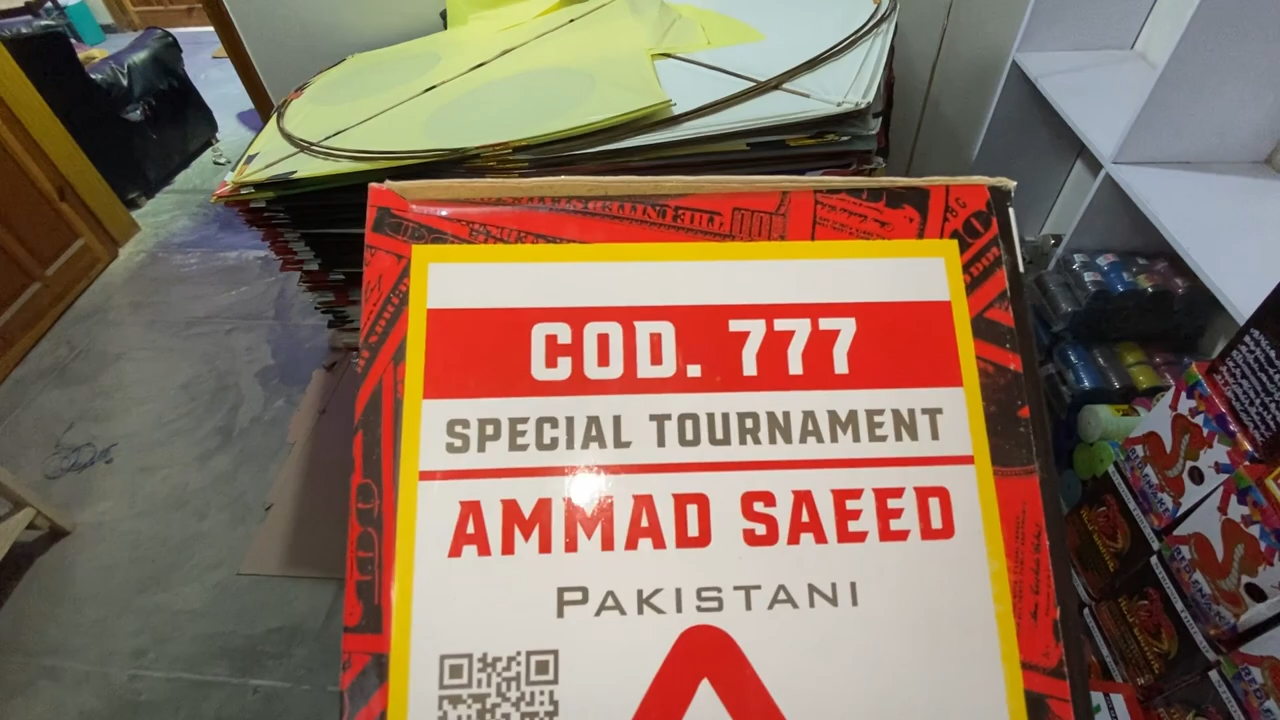 COD. 777
SPECIAL TOURNAMENT
AMMAD SAEED
PAKISTANI